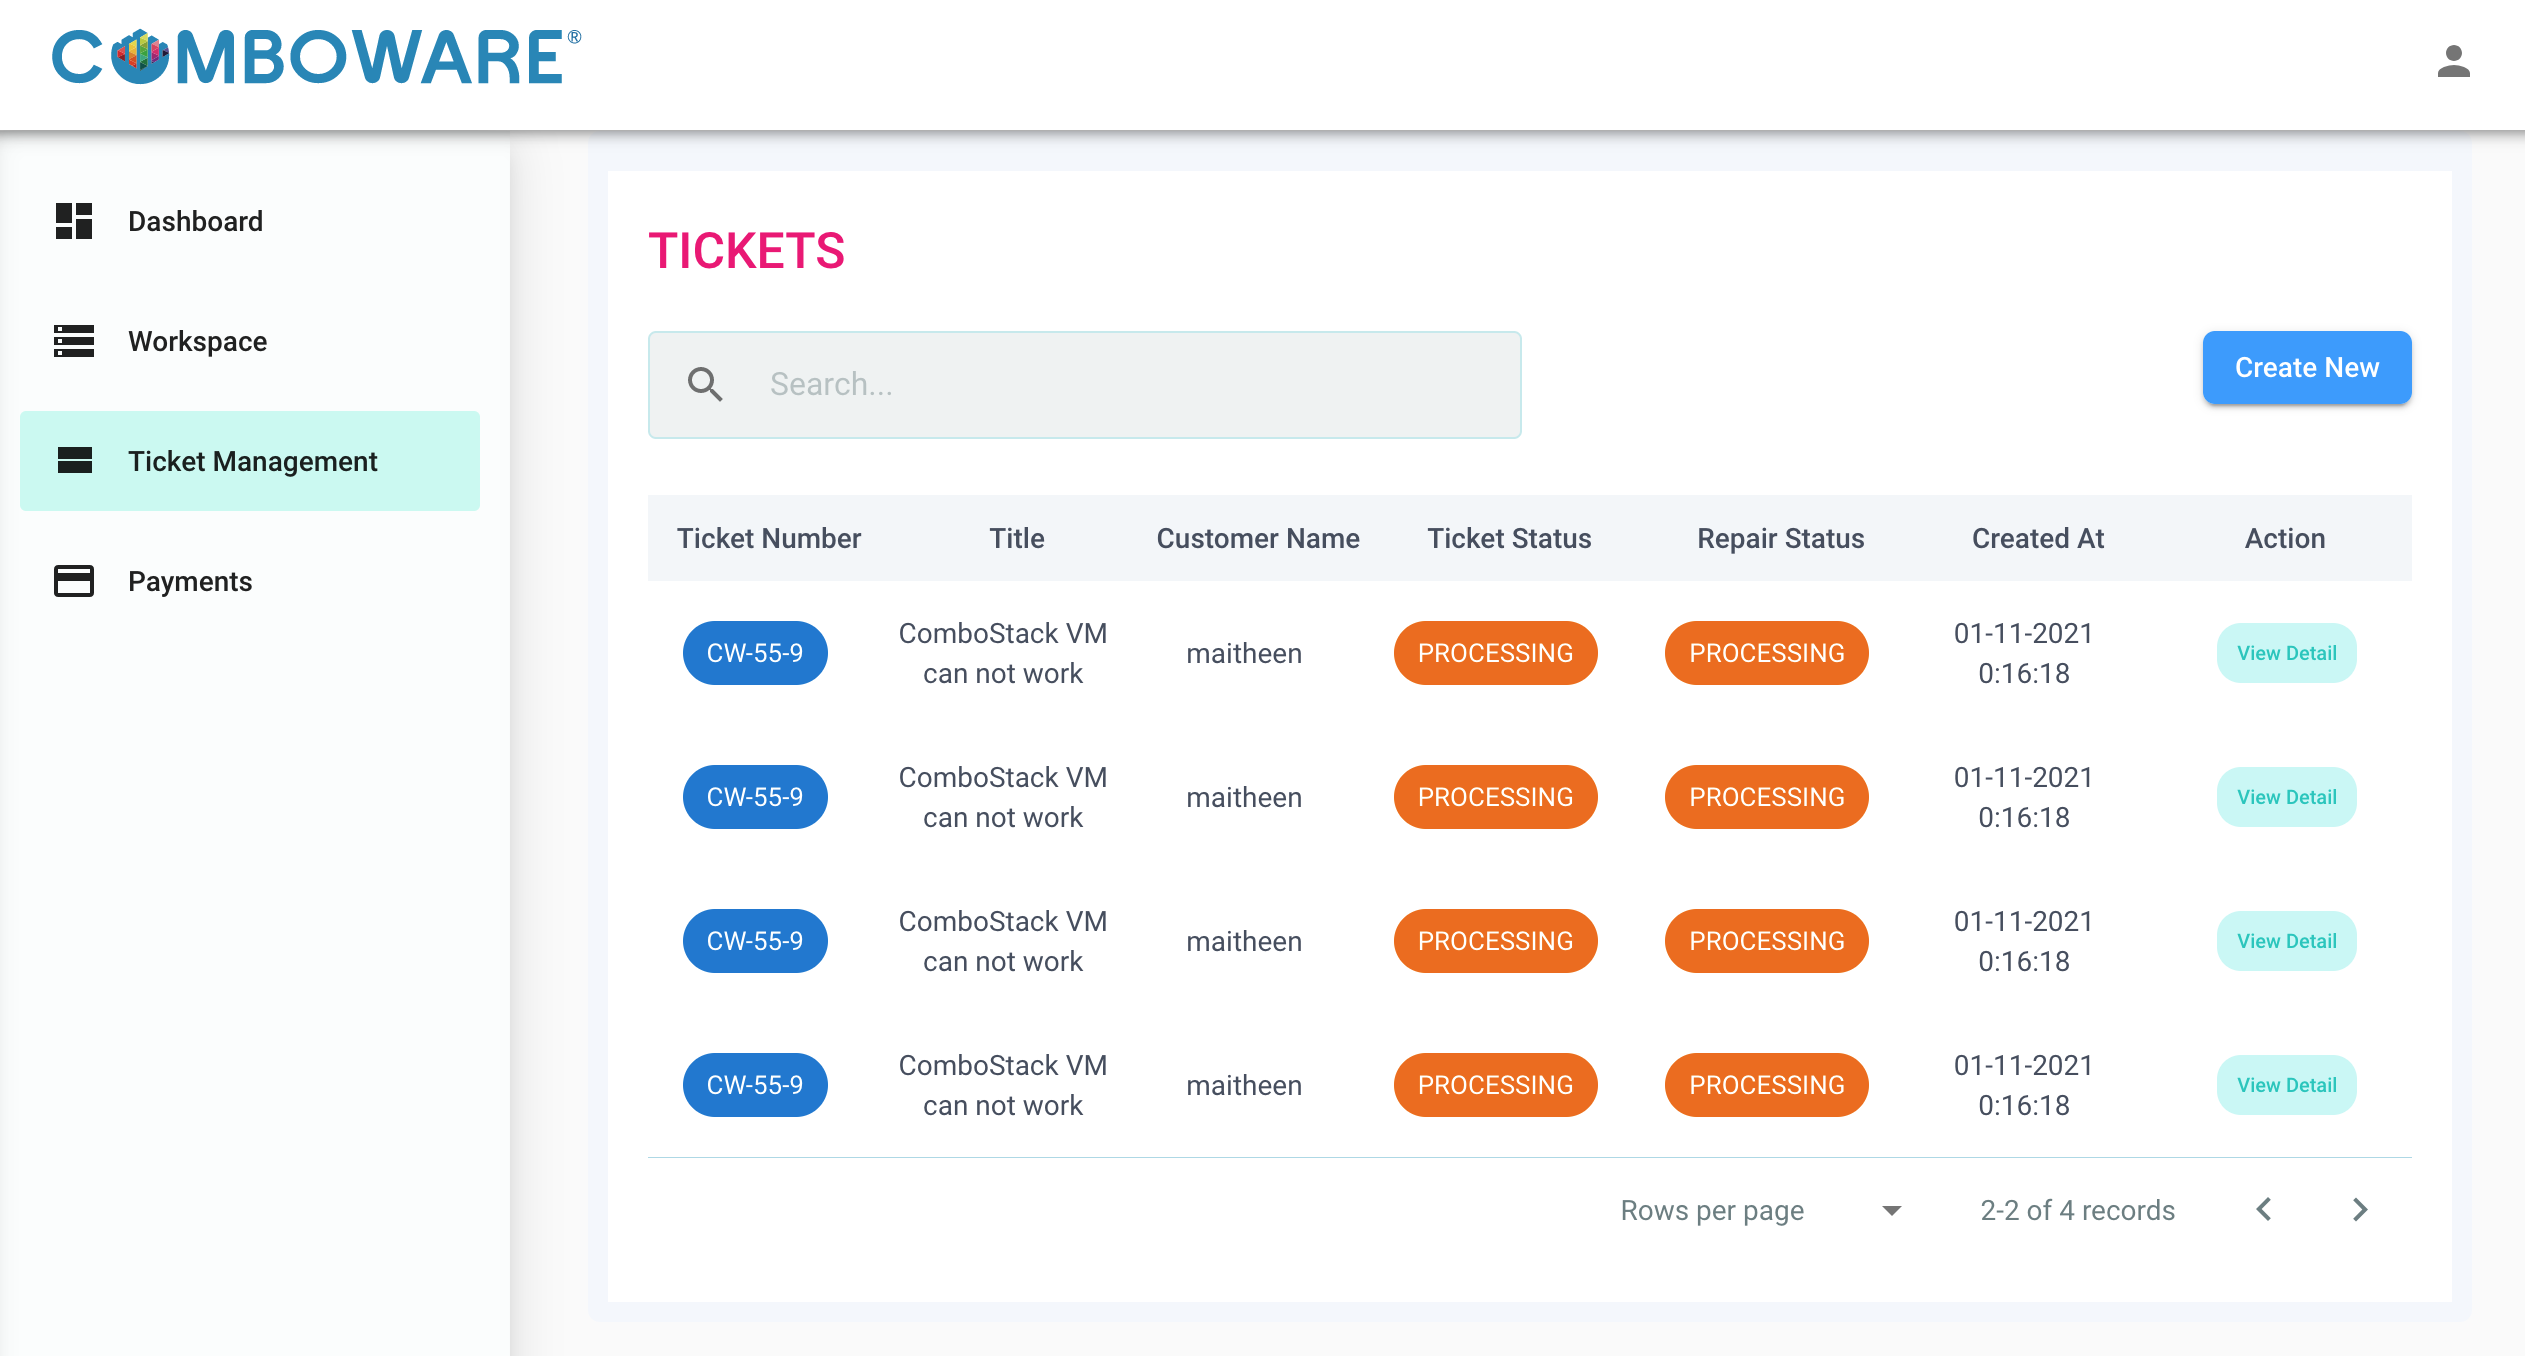 COMBOWARE®
Dashboard
Workspace
Ticket Management
Payments
TICKETS
Search...
Create New
Ticket Number Title Customer Name Ticket Status Repair Status Created At Action
CW-55-9 ComboStack VM can not work maitheen PROCESSING PROCESSING 01-11-2021 0:16:18 View Detail
CW-55-9 ComboStack VM can not work maitheen PROCESSING PROCESSING 01-11-2021 0:16:18 View Detail
CW-55-9 ComboStack VM can not work maitheen PROCESSING PROCESSING 01-11-2021 0:16:18 View Detail
CW-55-9 ComboStack VM can not work maitheen PROCESSING PROCESSING 01-11-2021 0:16:18 View Detail
Rows per page 2-2 of 4 records